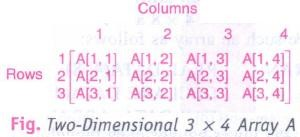 Columns
1 2 3 4
1 A[1, 1] A[1, 2] A[1, 3] A[1, 4]
Rows 2 A[2, 1] A[2, 2] A[2, 3] A[2, 4]
3 A[3, 1] A[3, 2] A[3, 3] A[3, 4]
Fig. Two-Dimensional 3 × 4 Array A